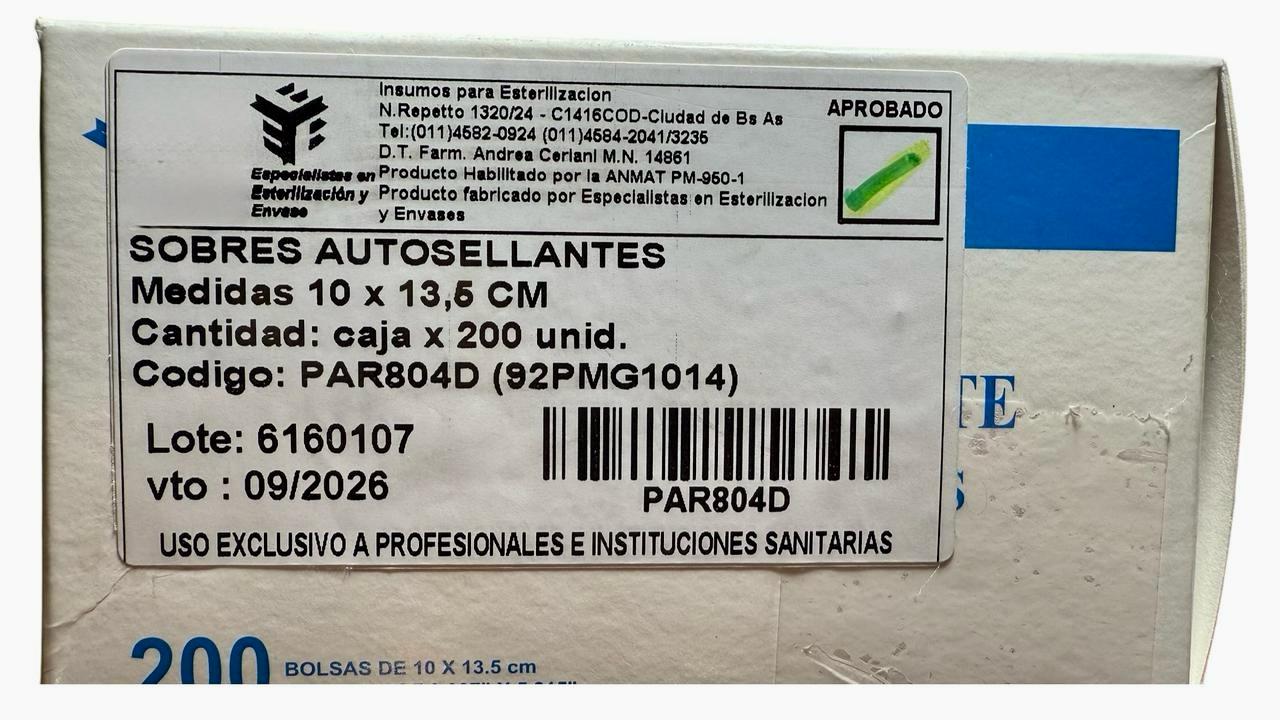 Insumos para Esterilizacion
N.Repetto 1320/24 - C1416COD-Ciudad de Bs As
Tel:(011)4582-0924 (011)4584-2041/3235
D.T. Farm. Andrea Ceriani M.N. 14861
Producto Habilitado por la ANMAT PM-950-1
Producto fabricado por Especialistas en Esterilizacion
y Envases
Especialistas en
Esterilización y
Envase
APROBADO
SOBRES AUTOSELLANTES
Medidas 10 x 13,5 CM
Cantidad: caja x 200 unid.
Codigo: PAR804D (92PMG1014)
Lote: 6160107
vto : 09/2026
PAR804D
USO EXCLUSIVO A PROFESIONALES E INSTITUCIONES SANITARIAS
TE
S
200 BOLSAS DE 10 X 13.5 cm